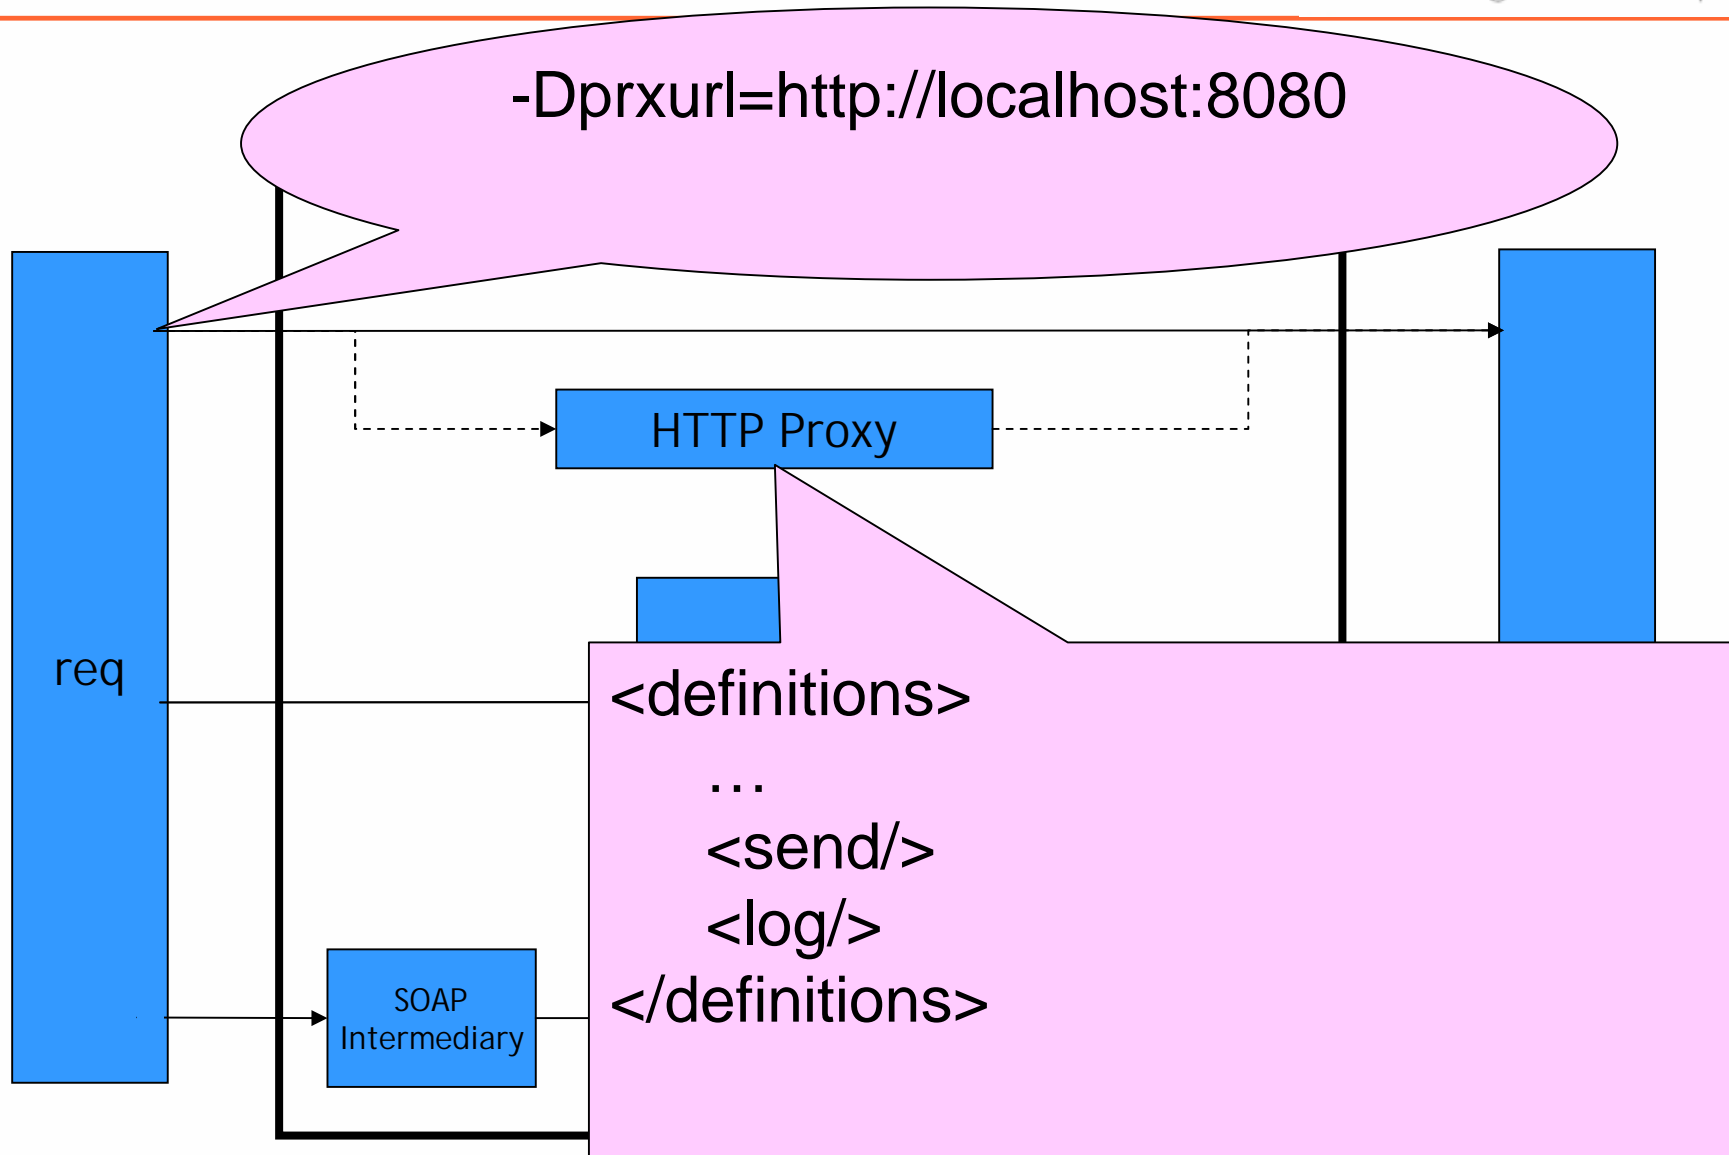 -Dprxurl=http://localhost:8080
HTTP Proxy
req
<definitions>
…
<send/>
<log/>
</definitions>
SOAP
Intermediary